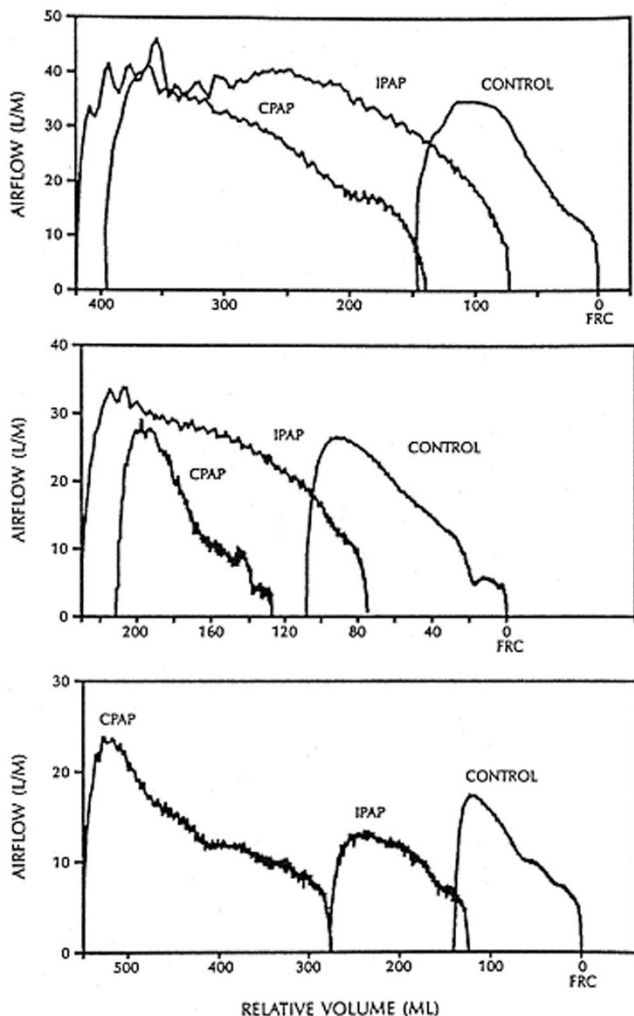 50
40
30
20
10
0
AIRFLOW (L/M)
IPAP
CPAP
CONTROL
400 300 200 100 0
FRC
40
30
20
10
0
AIRFLOW (L/M)
IPAP
CPAP
CONTROL
200 160 120 80 40 0
FRC
30
20
10
0
AIRFLOW (L/M)
CPAP
IPAP
CONTROL
500 400 300 200 100 0
FRC
RELATIVE VOLUME (ML)